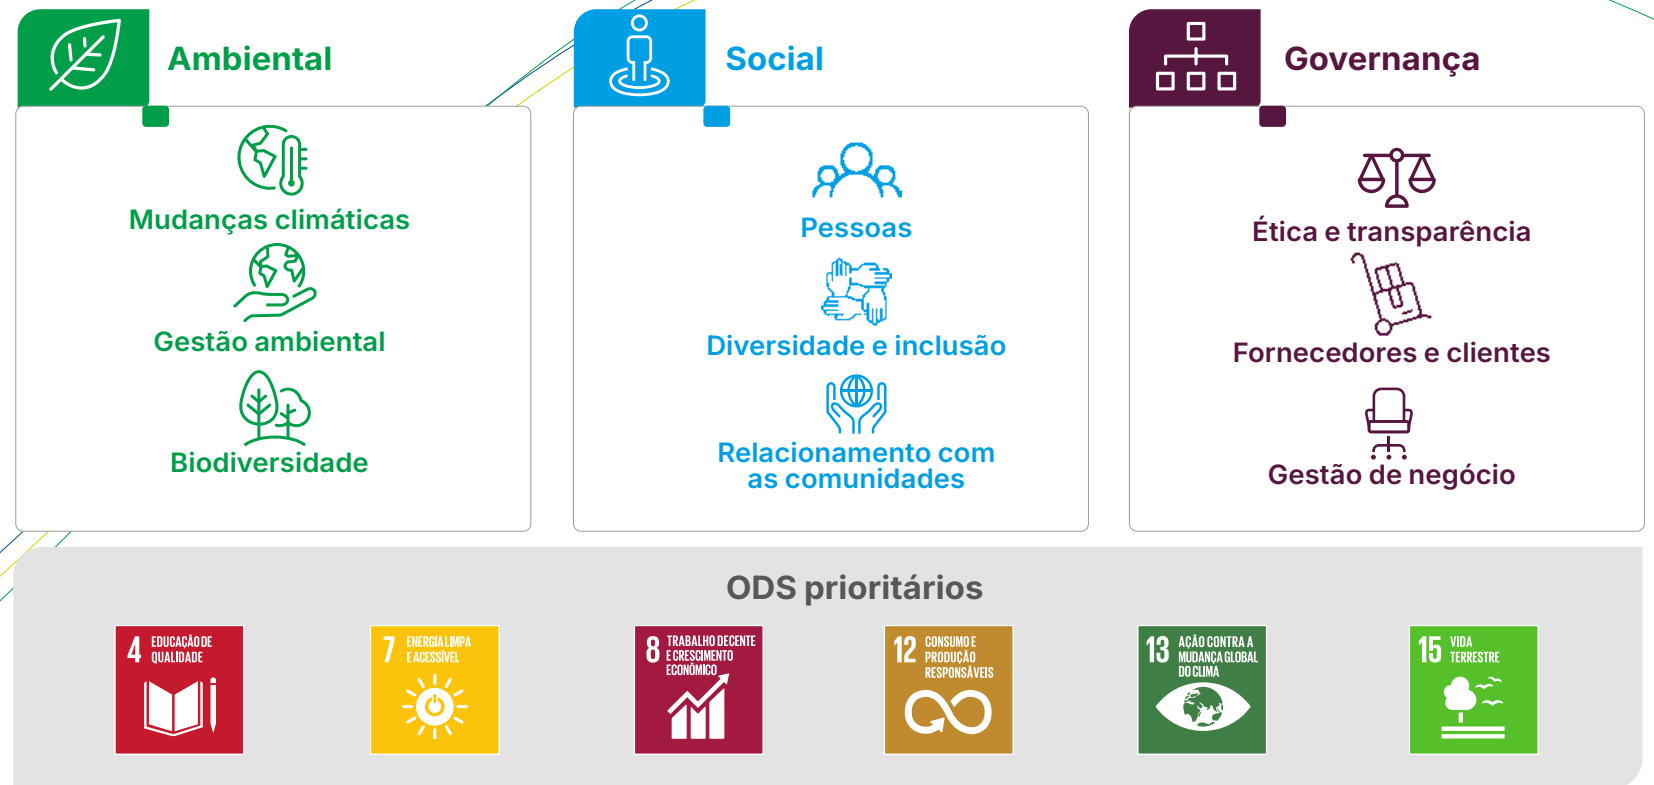 Ambiental
Mudanças climáticas
Gestão ambiental
Biodiversidade
Social
Pessoas
Diversidade e inclusão
Relacionamento com
as comunidades
Governança
Ética e transparência
Fornecedores e clientes
Gestão de negócio
ODS prioritários
4 EDUCAÇÃO DE
QUALIDADE
7 ENERGIA LIMPA
E ACESSÍVEL
8 TRABALHO DECENTE
E CRESCIMENTO
ECONÔMICO
12 CONSUMO E
PRODUÇÃO
RESPONSÁVEIS
13 AÇÃO CONTRA A
MUDANÇA GLOBAL
DO CLIMA
15 VIDA
TERRESTRE